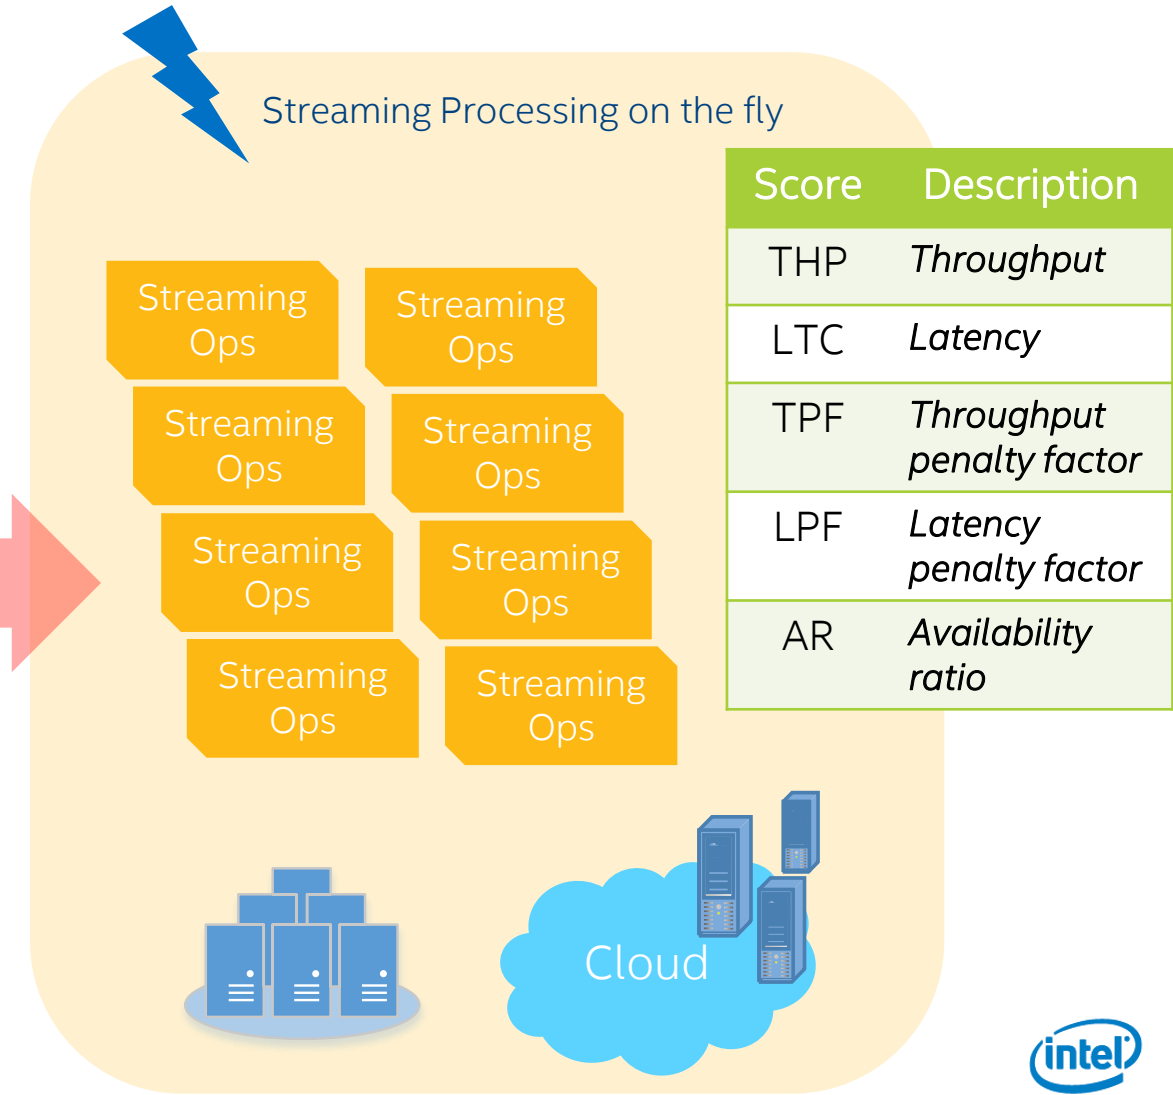 Streaming Processing on the fly
Score Description
THP Throughput
LTC Latency
TPF Throughput
penalty factor
LPF Latency
penalty factor
AR Availability
ratio
Streaming
Ops
Streaming
Ops
Streaming
Ops
Streaming
Ops
Streaming
Ops
Streaming
Ops
Streaming
Ops
Streaming
Ops
Cloud
intel